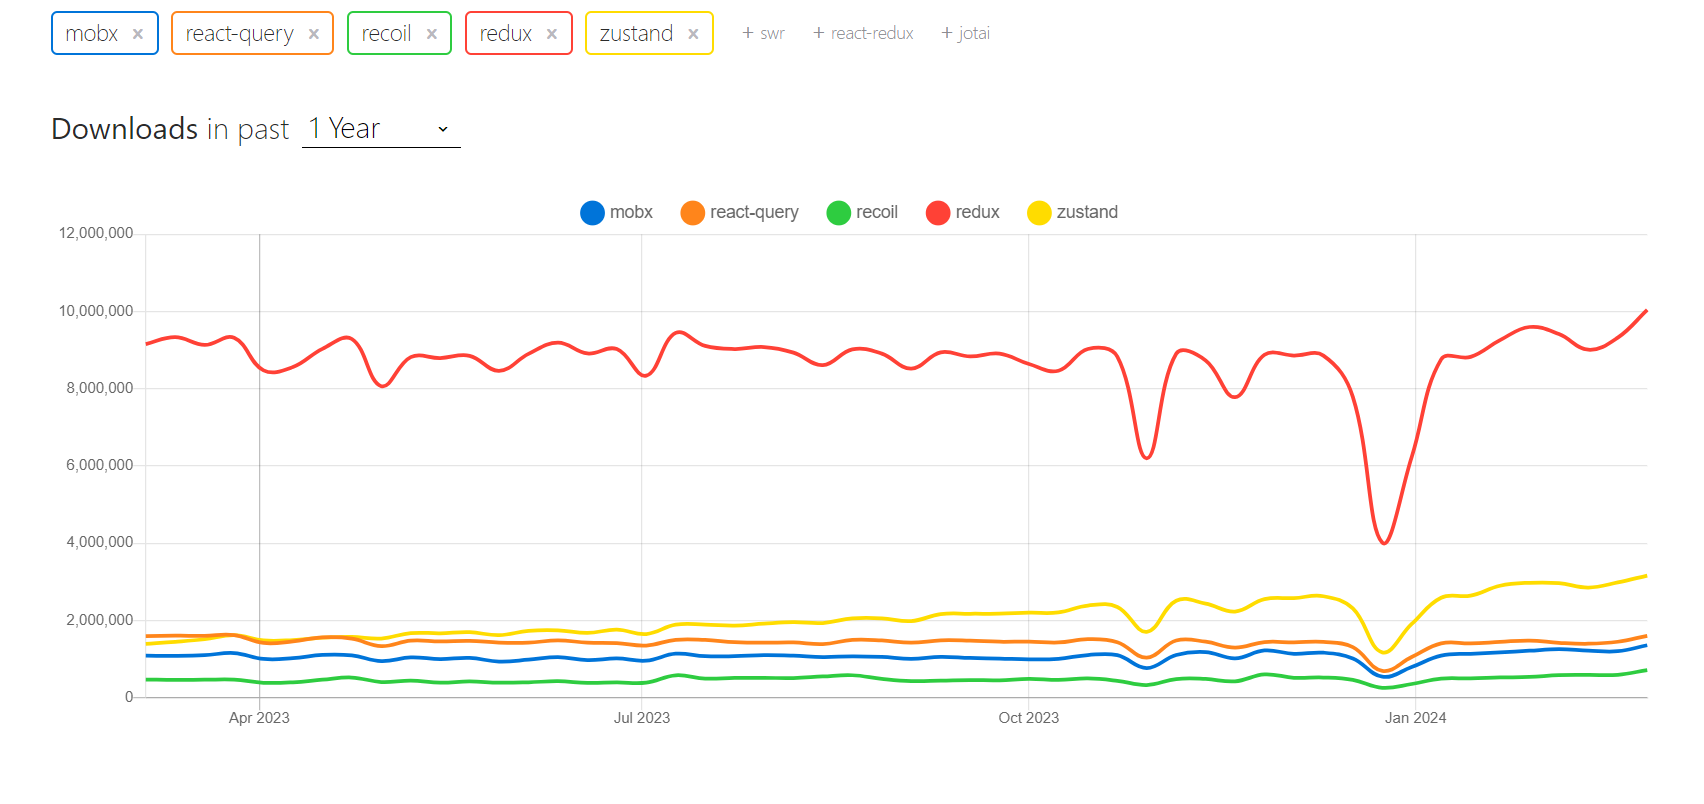 mobx × react-query × recoil × redux × zustand × + swr + react-redux + jotai
Downloads in past 1 Year
mobx react-query recoil redux zustand
12,000,000
10,000,000
8,000,000
6,000,000
4,000,000
2,000,000
0
Apr 2023 Jul 2023 Oct 2023 Jan 2024